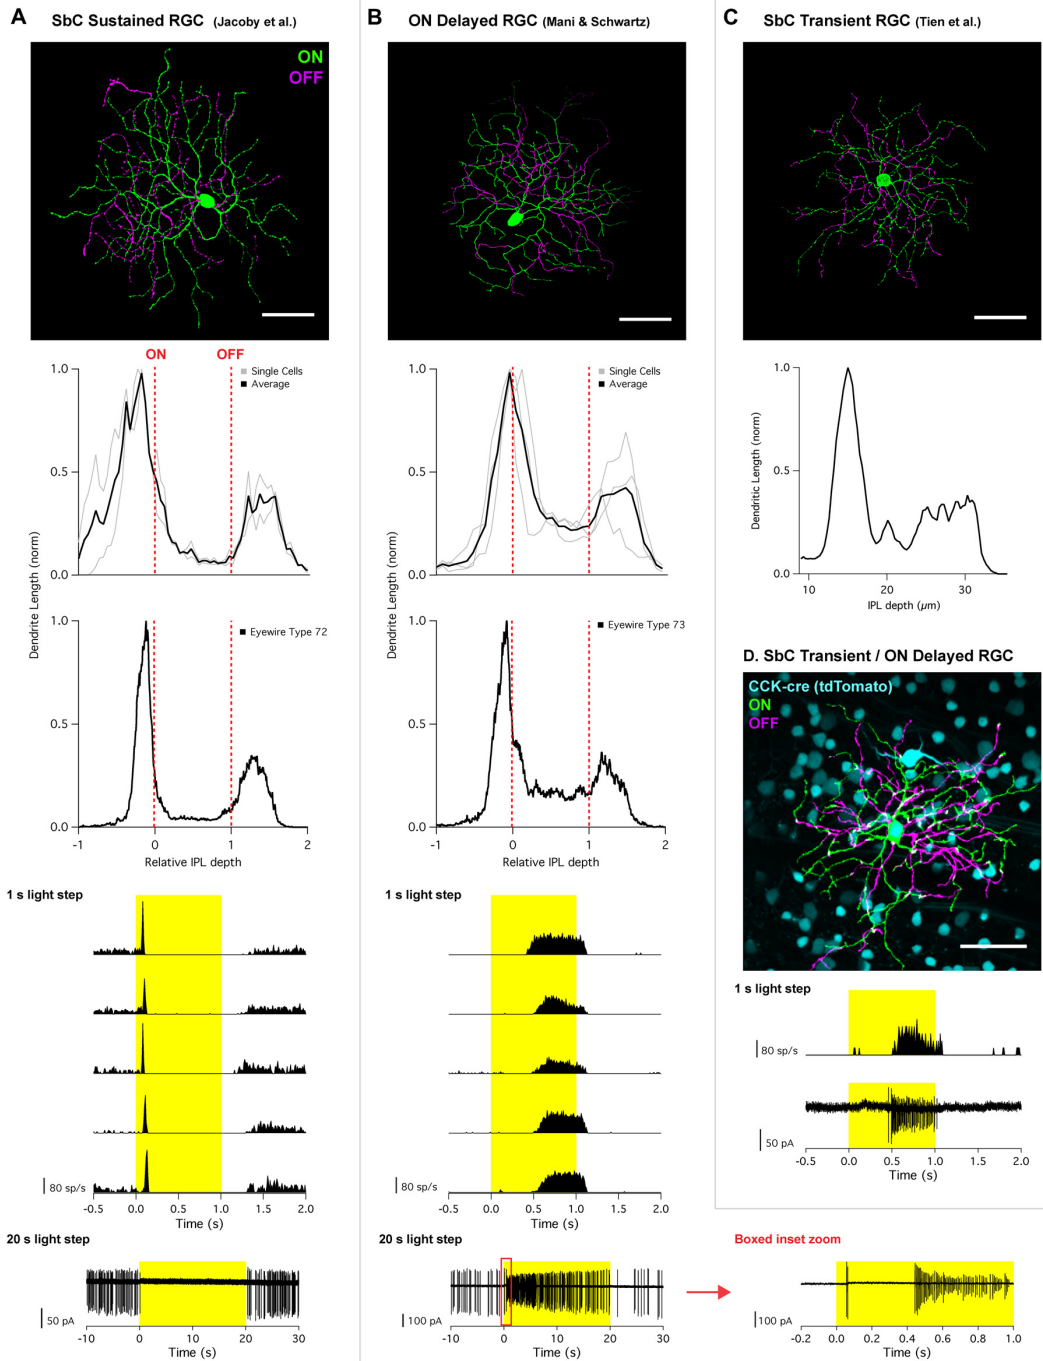 A SbC Sustained RGC (Jacoby et al.)
ON
OFF
ON OFF
1.0
Single Cells
Average
0.5
0.0
Dendrite Length (norm)
1.0
Eyewire Type 72
0.5
0.0
-1 0 1 2
Relative IPL depth
1 s light step
80 sp/s
-0.5 0.0 0.5 1.0 1.5 2.0
Time (s)
20 s light step
50 pA
-10 0 10 20 30
Time (s)
B ON Delayed RGC (Mani & Schwartz)
1.0
Single Cells
Average
0.5
0.0
Dendrite Length (norm)
1.0
Eyewire Type 73
0.5
0.0
-1 0 1 2
Relative IPL depth
1 s light step
80 sp/s
-0.5 0.0 0.5 1.0 1.5 2.0
Time (s)
20 s light step
100 pA
-10 0 10 20 30
Time (s)
C SbC Transient RGC (Tien et al.)
1.0
0.5
0.0
Dendritic Length (norm)
10 20 30
IPL depth (µm)
D. SbC Transient / ON Delayed RGC
CCK-cre (tdTomato)
ON
OFF
1 s light step
80 sp/s
50 pA
-0.5 0.0 0.5 1.0 1.5 2.0
Time (s)
Boxed inset zoom
100 pA
-0.2 0.0 0.2 0.4 0.6 0.8 1.0
Time (s)